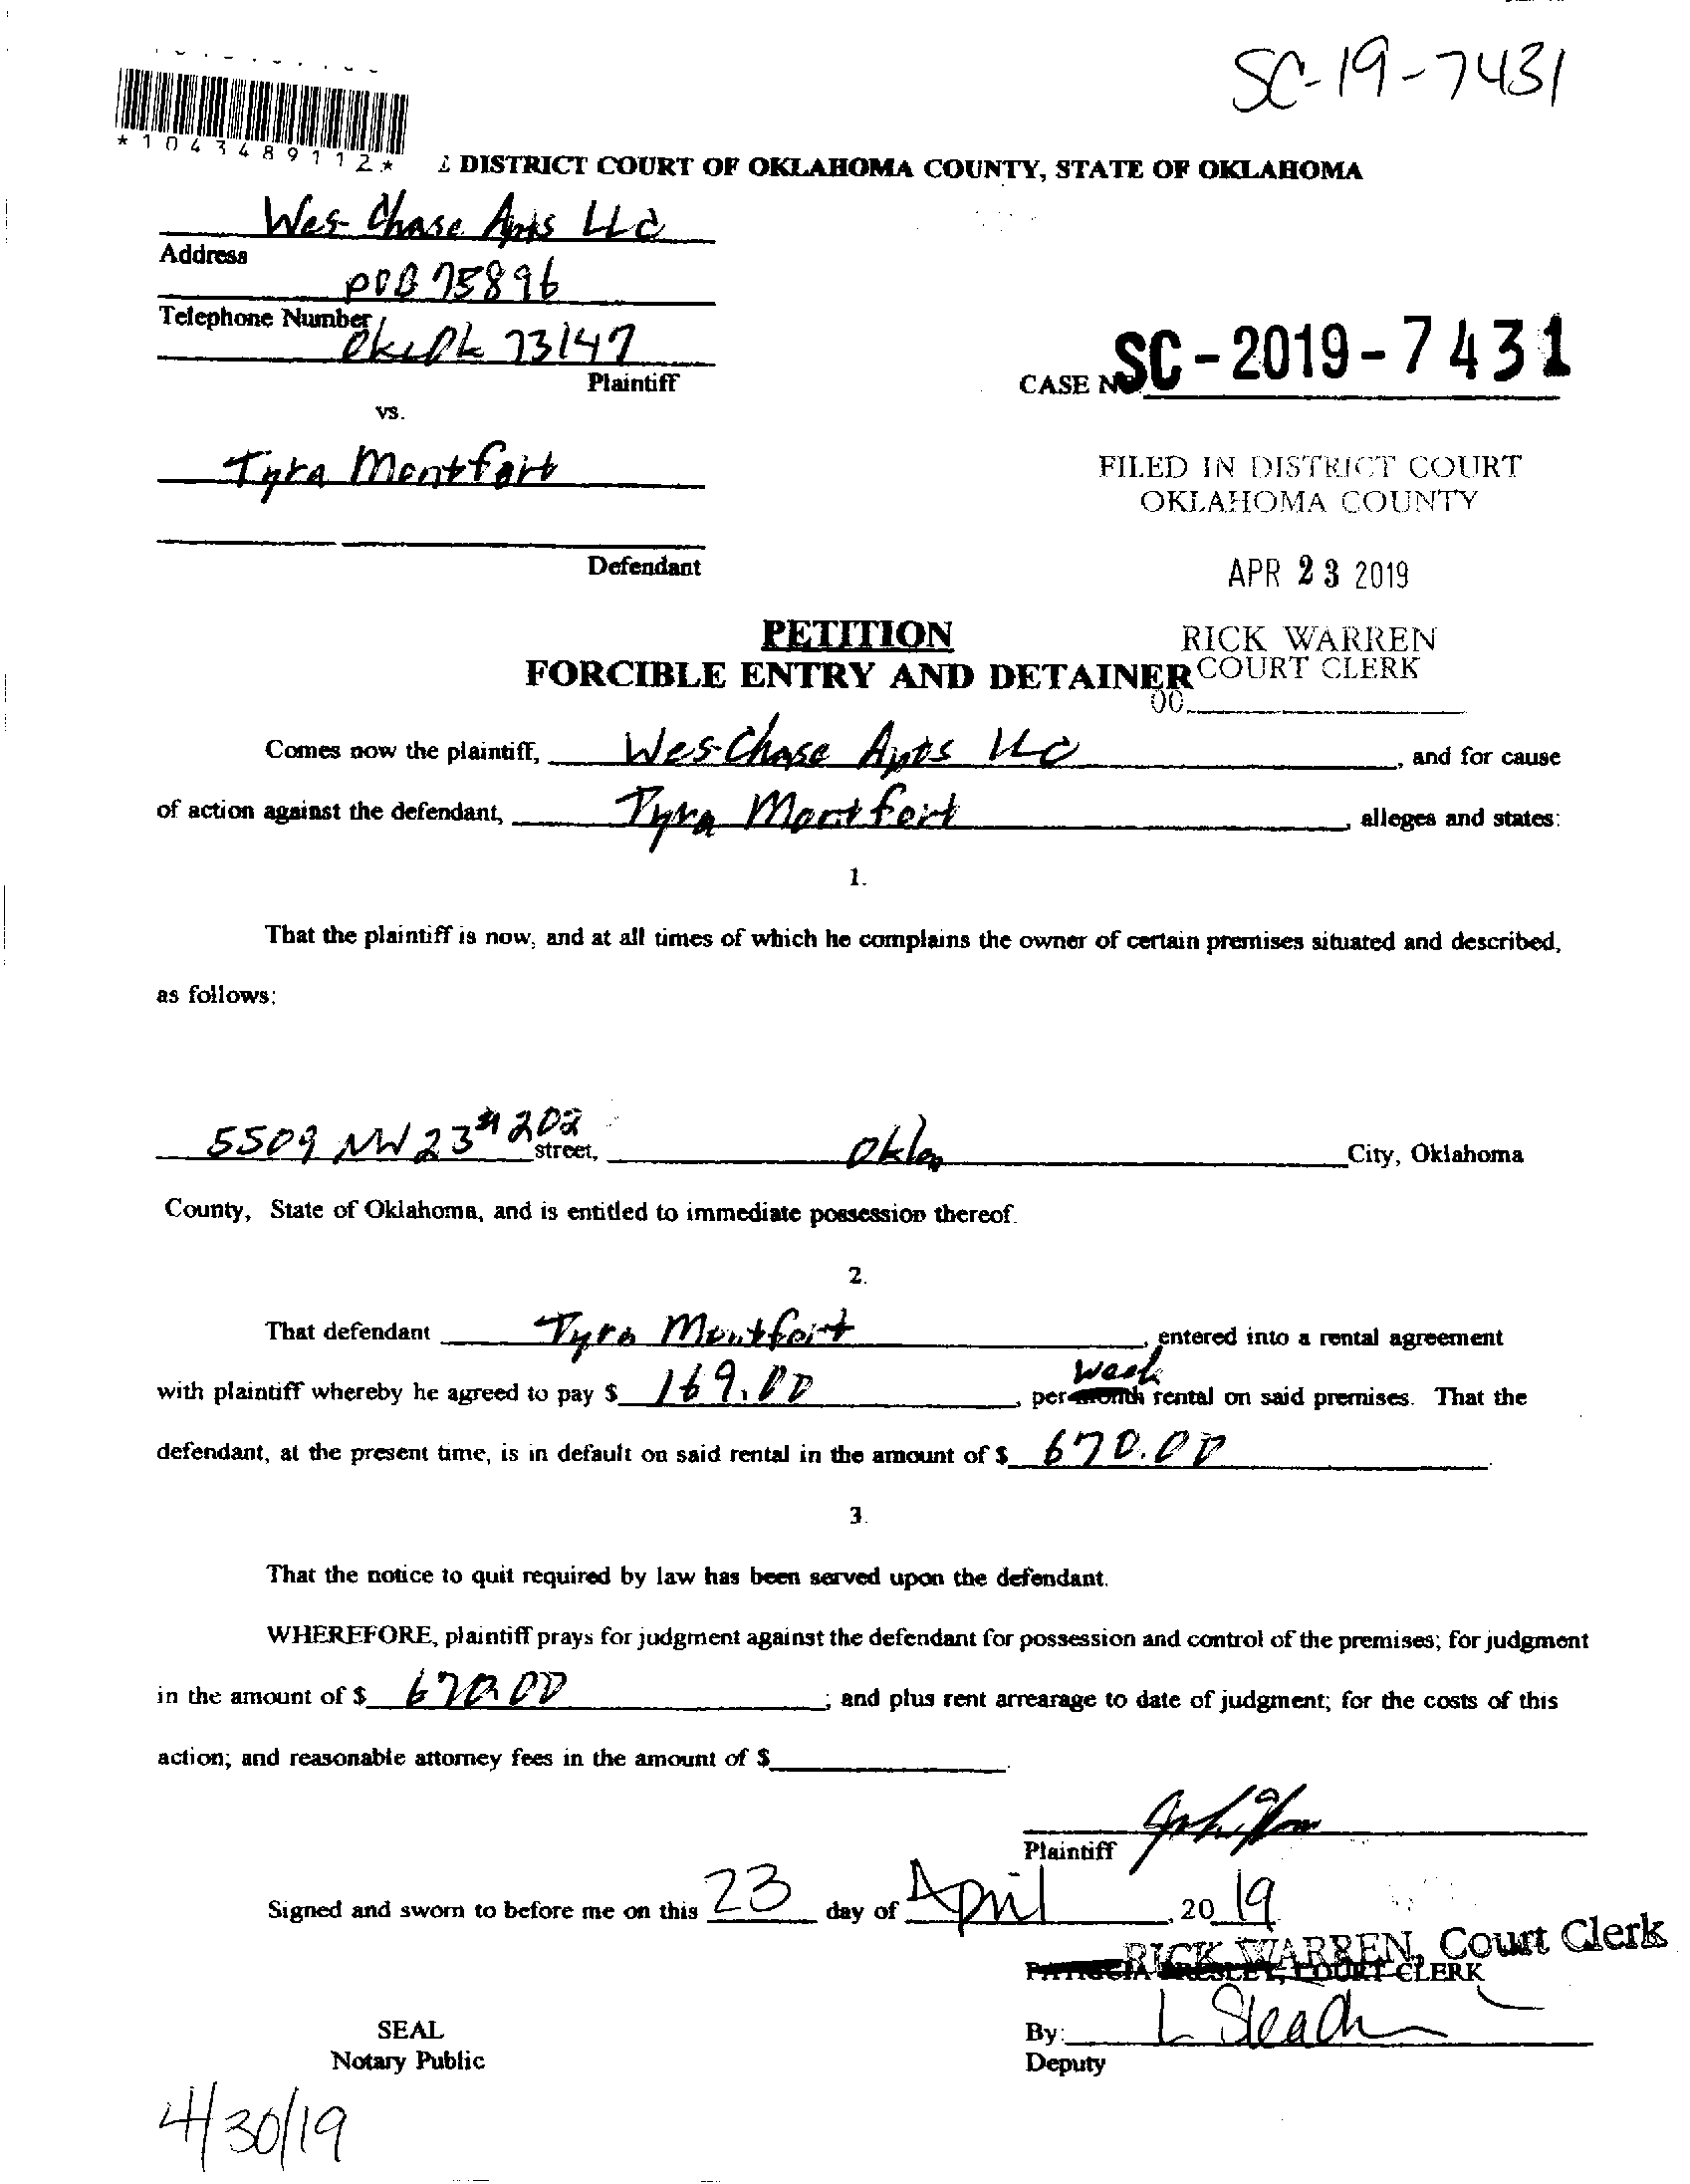 SC-19-7431
*1043489112*
DISTRICT COURT OF OKLAHOMA COUNTY, STATE OF OKLAHOMA
Wes Chase Apts LLC
Address
POB 75896
Telephone Number
73147
Plaintiff
CASE NO SC-2019-7431
vs.
Tyra Montfort
FILED IN DISTRICT COURT
OKLAHOMA COUNTY
Defendant
APR 23 2019
PETITION
RICK WARREN
FORCIBLE ENTRY AND DETAINER
COURT CLERK
Comes now the plaintiff, Wes Chase Apts LLC, and for cause
of action against the defendant, Tyra Montfort, alleges and states:
1.
That the plaintiff is now, and at all times of which he complains the owner of certain premises situated and described,
as follows:
5509 NW 23 #202 street, City, Oklahoma
County, State of Oklahoma, and is entitled to immediate possession thereof.
2.
That defendant Tyra Montfort, entered into a rental agreement
week
with plaintiff whereby he agreed to pay $ 169.00, per month rental on said premises. That the
defendant, at the present time, is in default on said rental in the amount of $ 670.00.
3.
That the notice to quit required by law has been served upon the defendant.
WHEREFORE, plaintiff prays for judgment against the defendant for possession and control of the premises; for judgment
in the amount of $ 670.00; and plus rent arrearage to date of judgment; for the costs of this
action; and reasonable attorney fees in the amount of $
Plaintiff
Signed and sworn to before me on this 23 day of April, 20 19
RICK WARREN, Court Clerk
PATRICIA PRESLEY, COURT CLERK
SEAL
By:
Notary Public
Deputy
4/30/19